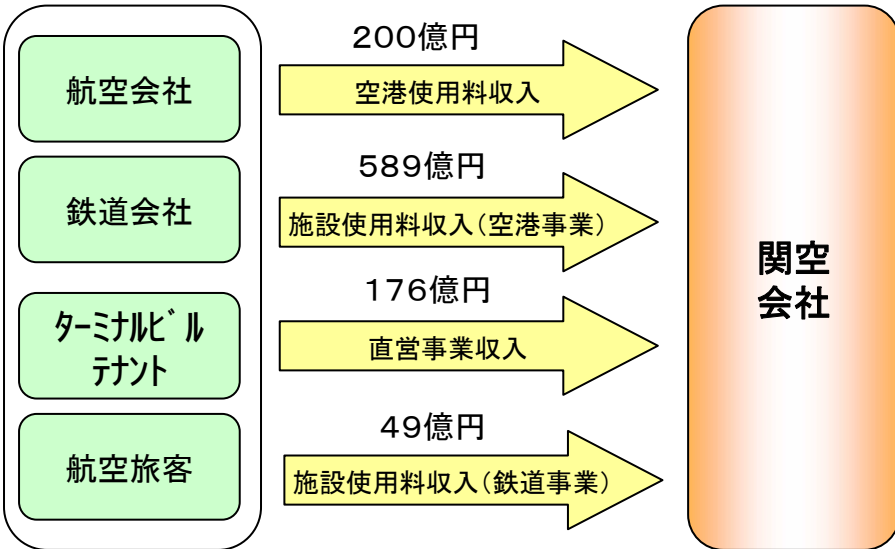 航空会社
200億円
空港使用料収入
鉄道会社
589億円
施設使用料収入(空港事業)
ターミナルビル
テナント
176億円
直営事業収入
航空旅客
49億円
施設使用料収入(鉄道事業)
関空
会社